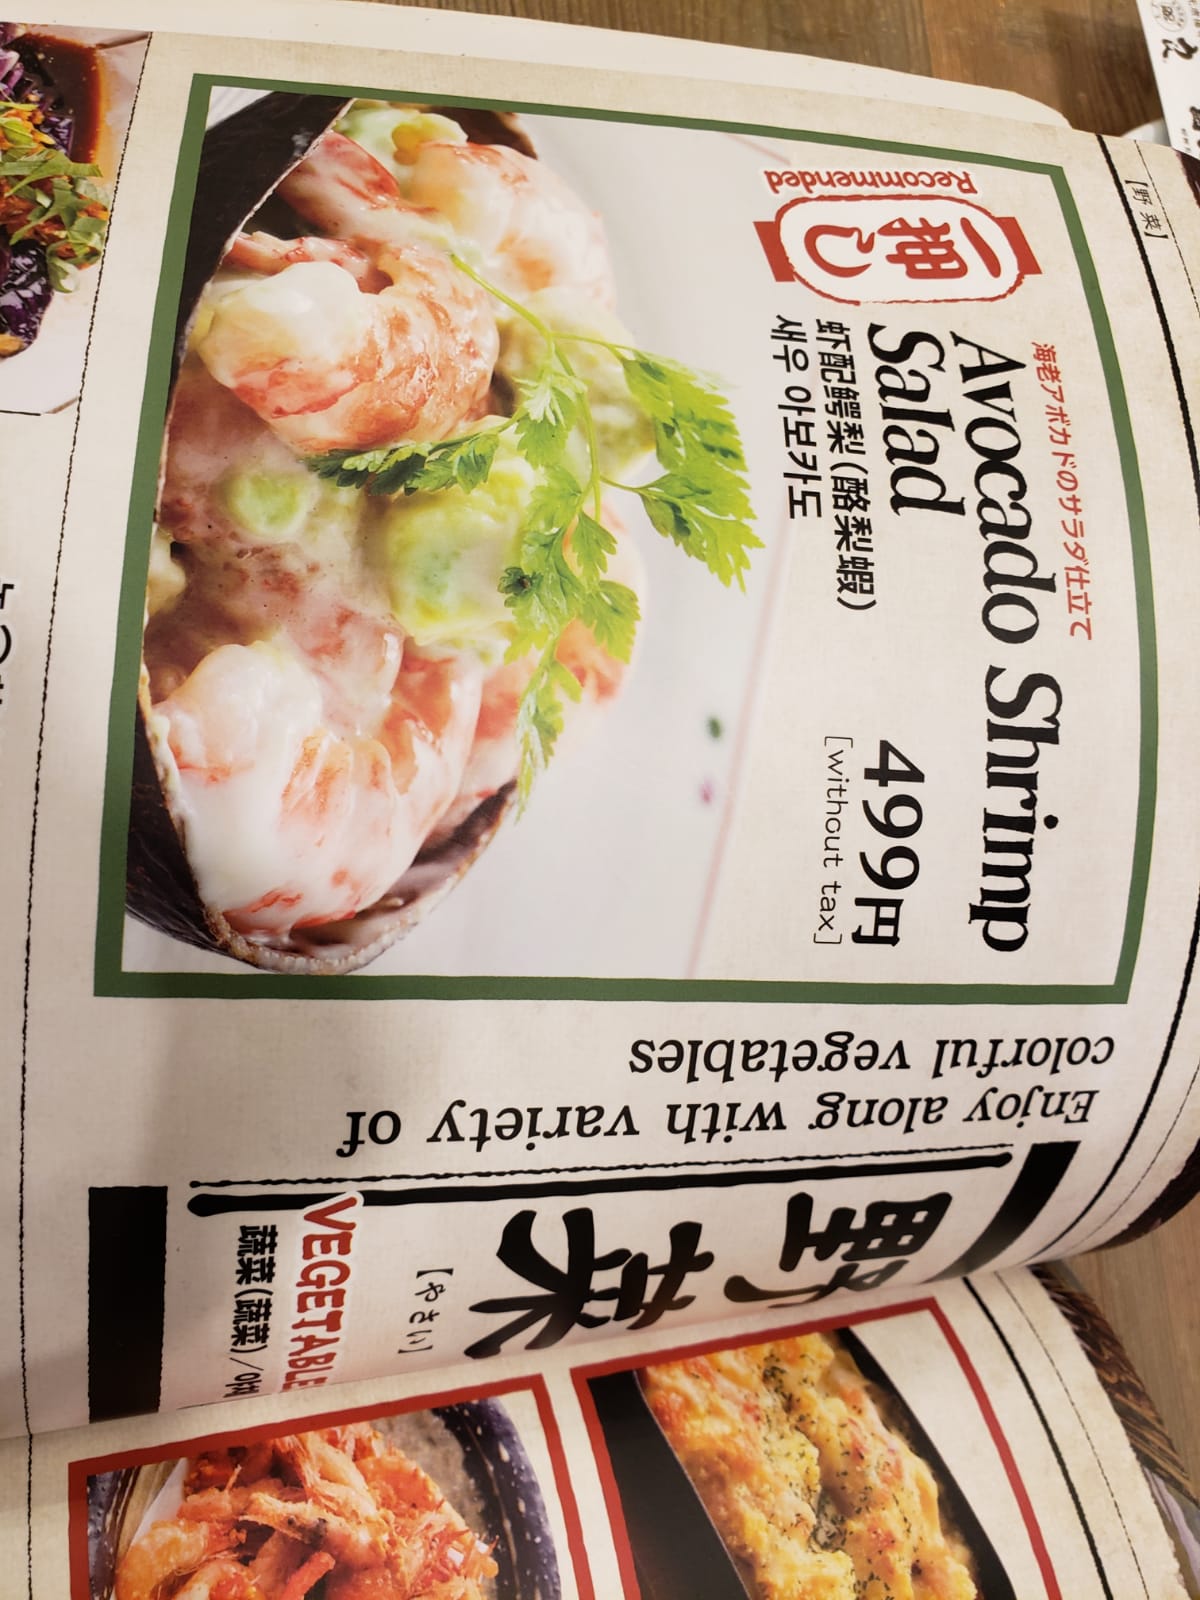 【野菜】
一押し
Recommended
海老アボカドのサラダ仕立て
Avocado Shrimp
Salad
虾配鳄梨(酪梨蝦)
새우 아보카도
499円
[without tax]
Enjoy along with variety of
colorful vegetables
野菜
【やさい】
VEGETABLE
蔬菜(蔬菜)/야채